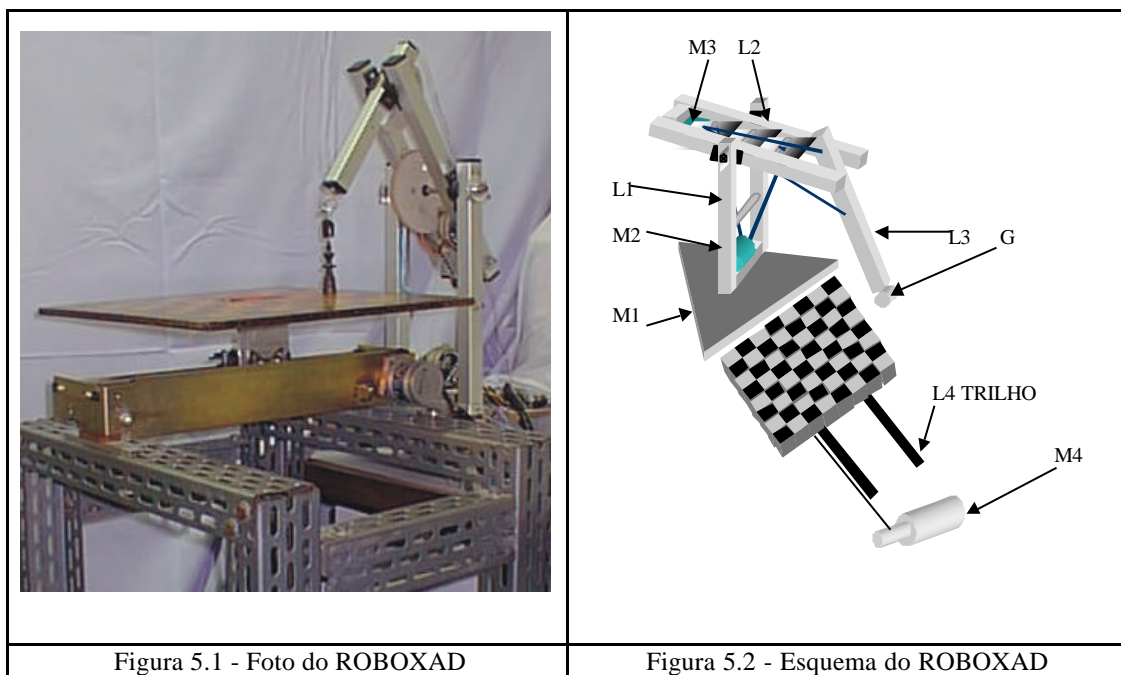 M3 L2
L1
M2
L3 G
M1
L4 TRILHO
M4
Figura 5.1 - Foto do ROBOXAD
Figura 5.2 - Esquema do ROBOXAD